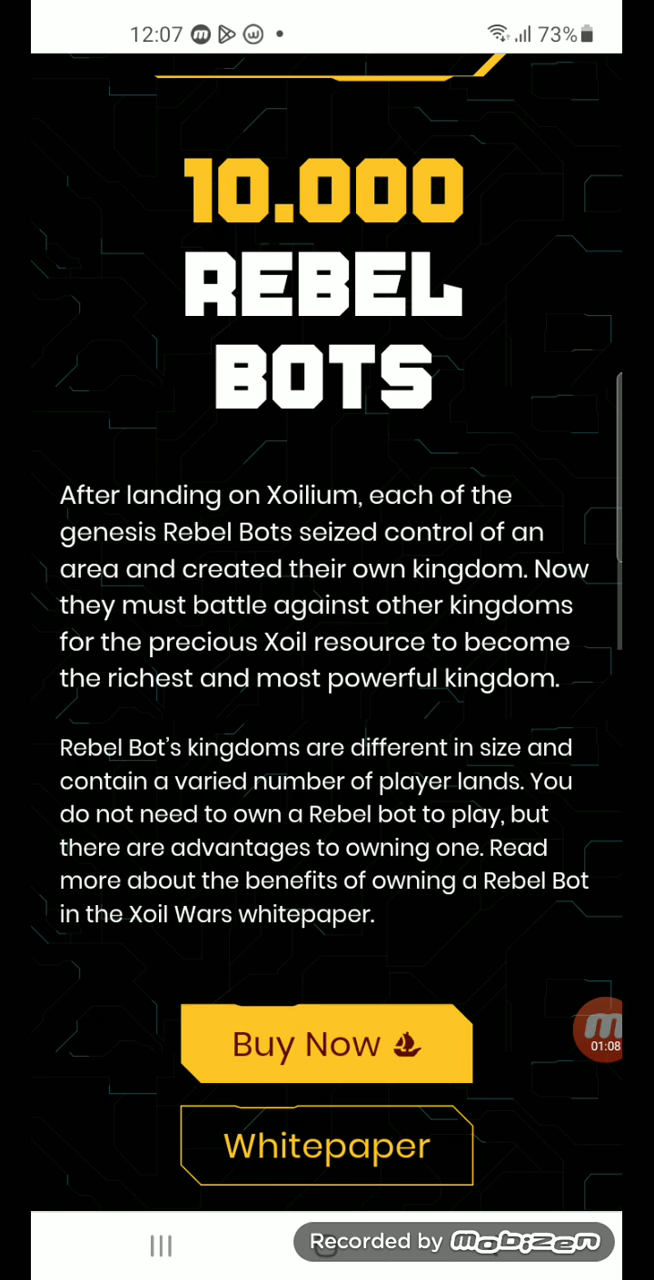 12:07
73%
10.000
REBEL
BOTS
After landing on Xoilium, each of the
genesis Rebel Bots seized control of an
area and created their own kingdom. Now
they must battle against other kingdoms
for the precious Xoil resource to become
the richest and most powerful kingdom.
Rebel Bot's kingdoms are different in size and
contain a varied number of player lands. You
do not need to own a Rebel bot to play, but
there are advantages to owning one. Read
more about the benefits of owning a Rebel Bot
in the Xoil Wars whitepaper.
Buy Now
01:08
Whitepaper
Recorded by mobizen